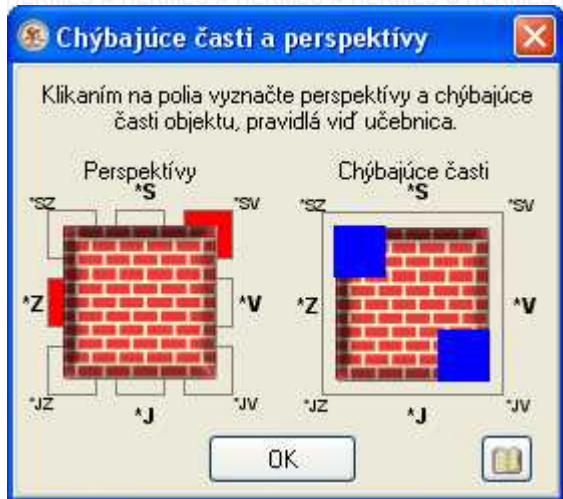 Chýbajúce časti a perspektívy
Klikaním na polia vyznačte perspektívy a chýbajúce
časti objektu, pravidlá viď učebnica.
Perspektívy
*S
*SZ
*SV
*Z
*V
*JZ
*J
*JV
Chýbajúce časti
*S
*SZ
*SV
*Z
*V
*JZ
*J
*JV
OK